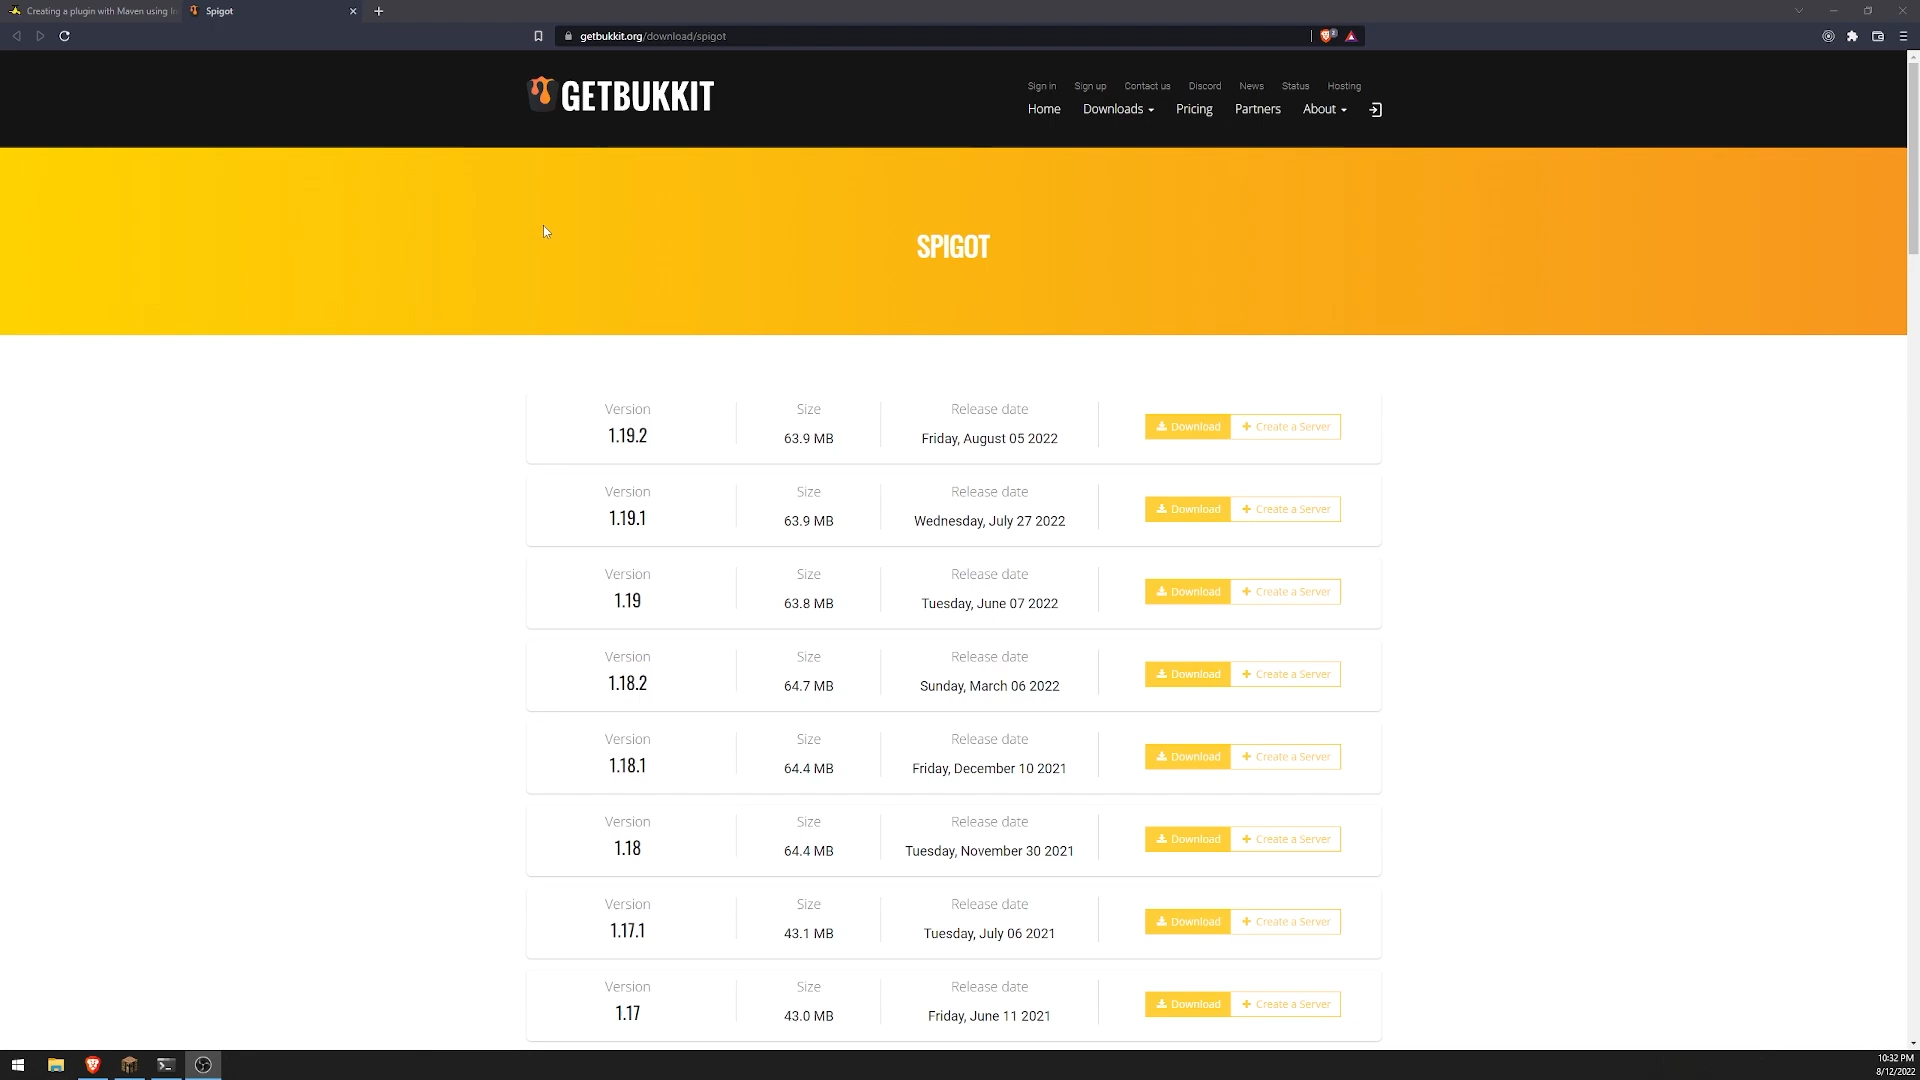 Creating a plugin with Maven using In
Spigot
getbukkit.org/download/spigot
2
GETBUKKIT
Sign in Sign up Contact us Discord News Status Hosting
Home Downloads Pricing Partners About
SPIGOT
Version Size Release date
1.19.2 63.9 MB Friday, August 05 2022 Download + Create a Server
Version Size Release date
1.19.1 63.9 MB Wednesday, July 27 2022 Download + Create a Server
Version Size Release date
1.19 63.8 MB Tuesday, June 07 2022 Download + Create a Server
Version Size Release date
1.18.2 64.7 MB Sunday, March 06 2022 Download + Create a Server
Version Size Release date
1.18.1 64.4 MB Friday, December 10 2021 Download + Create a Server
Version Size Release date
1.18 64.4 MB Tuesday, November 30 2021 Download + Create a Server
Version Size Release date
1.17.1 43.1 MB Tuesday, July 06 2021 Download + Create a Server
Version Size Release date
1.17 43.0 MB Friday, June 11 2021 Download + Create a Server
10:32 PM
8/12/2022